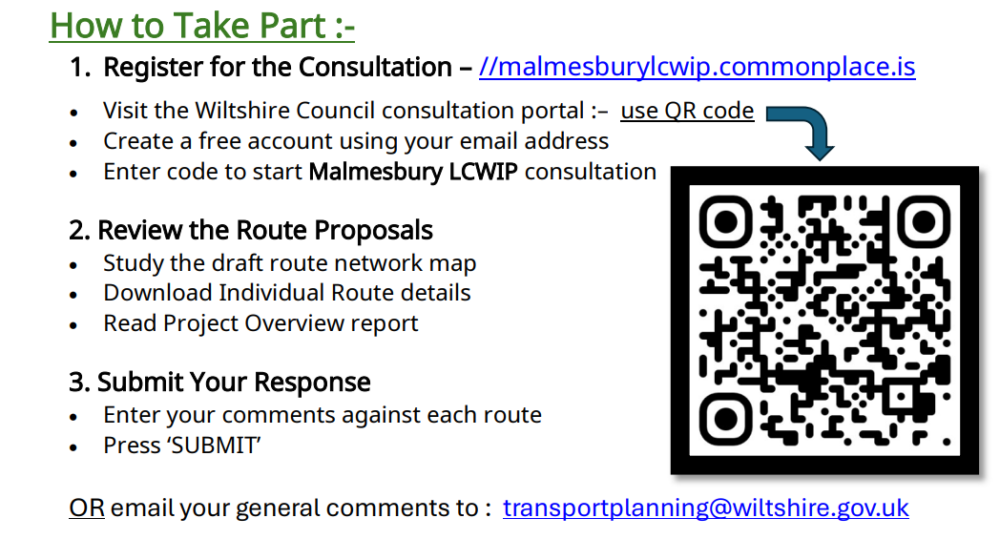 How to Take Part :-
1. Register for the Consultation – //malmesburylcwip.commonplace.is
• Visit the Wiltshire Council consultation portal :– use QR code
• Create a free account using your email address
• Enter code to start Malmesbury LCWIP consultation
2. Review the Route Proposals
• Study the draft route network map
• Download Individual Route details
• Read Project Overview report
3. Submit Your Response
• Enter your comments against each route
• Press ‘SUBMIT’
OR email your general comments to : transportplanning@wiltshire.gov.uk